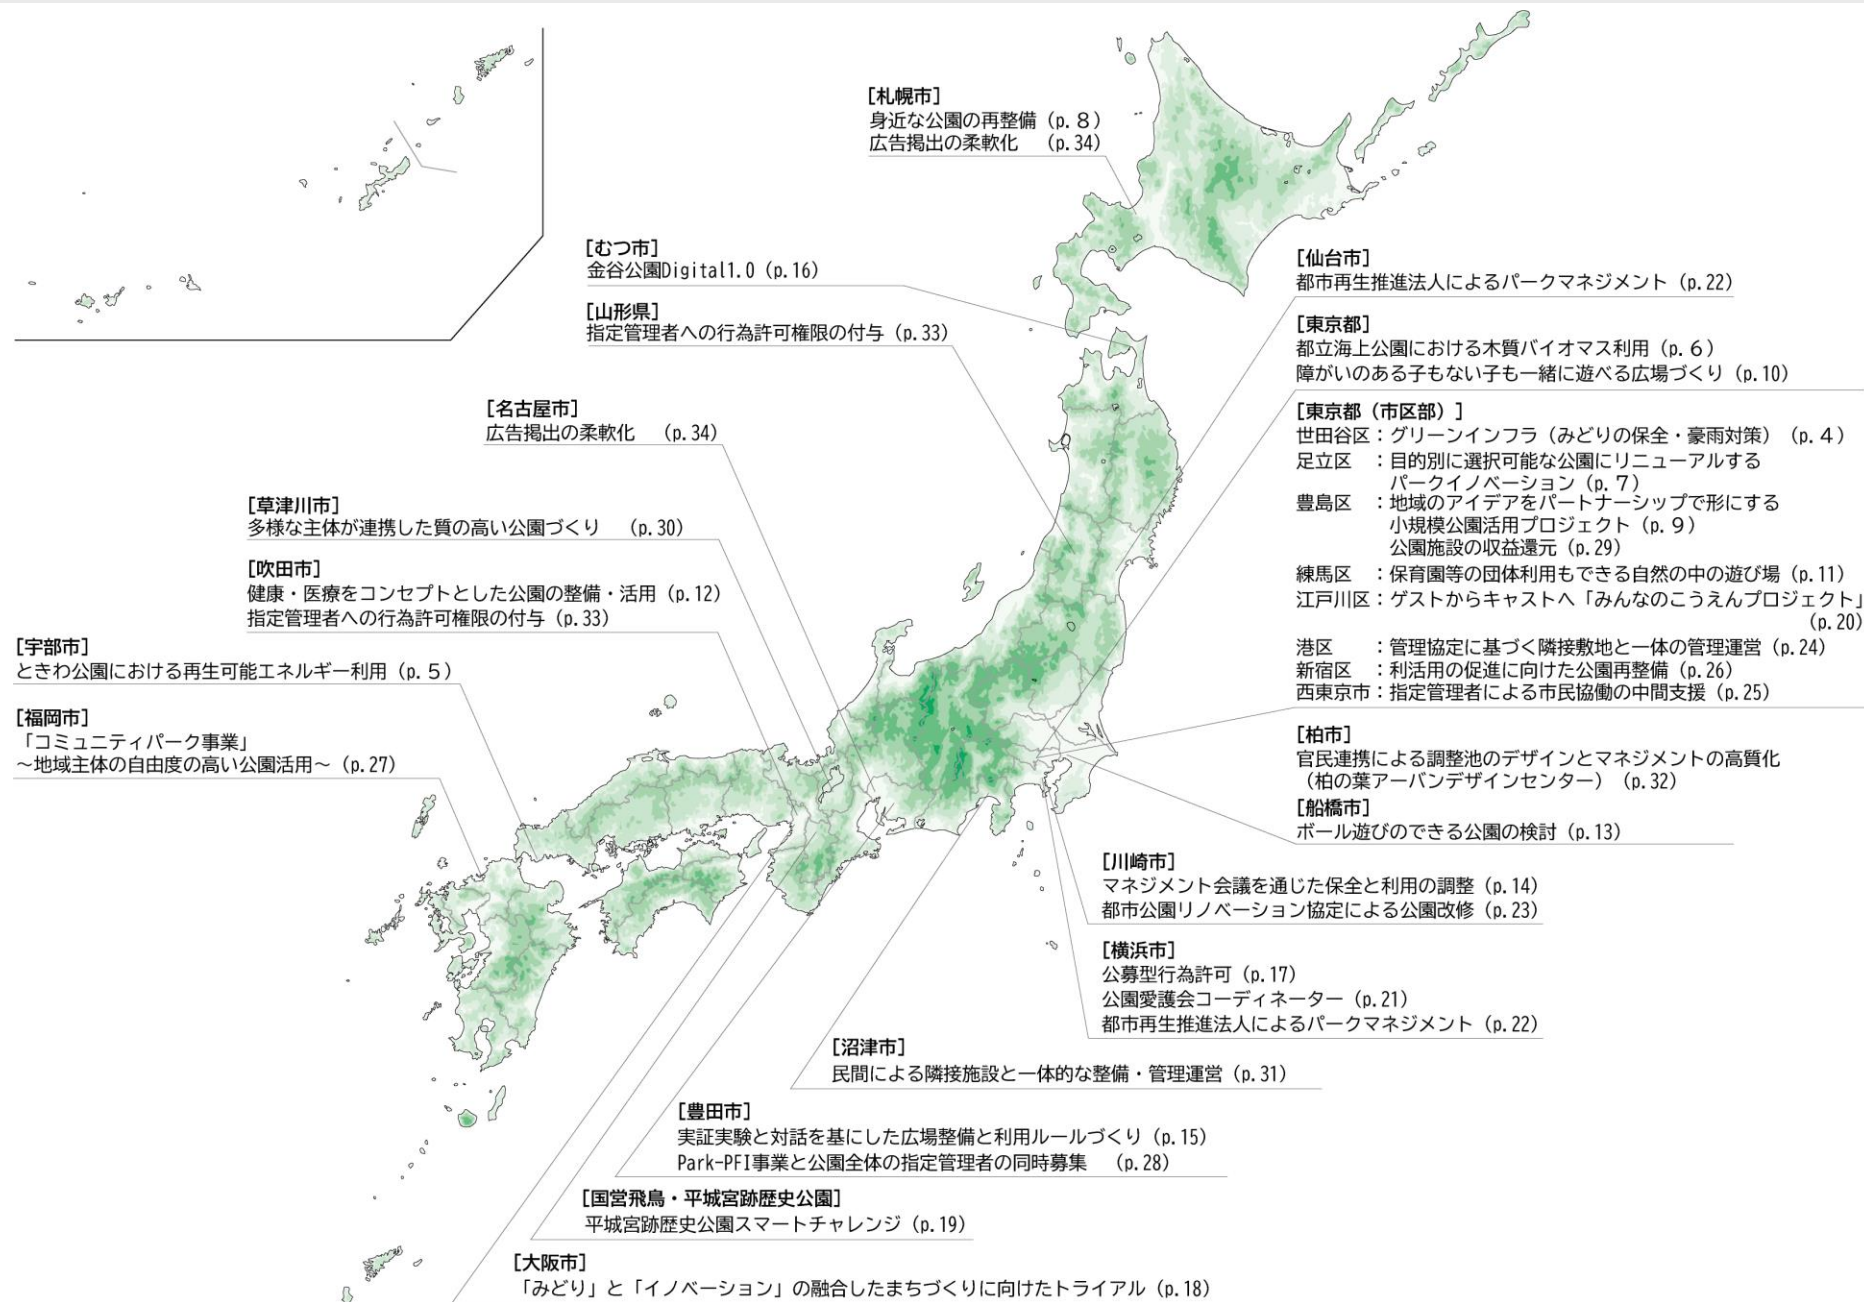 [札幌市]
身近な公園の再整備（p. 8）
広告掲出の柔軟化　（p.34）
[むつ市]
金谷公園Digital1.0（p.16）
[山形県]
指定管理者への行為許可権限の付与（p.33）
[名古屋市]
広告掲出の柔軟化　（p.34）
[草津川市]
多様な主体が連携した質の高い公園づくり　（p.30）
[吹田市]
健康・医療をコンセプトとした公園の整備・活用（p.12）
指定管理者への行為許可権限の付与（p.33）
[宇部市]
ときわ公園における再生可能エネルギー利用（p. 5）
[福岡市]
「コミュニティパーク事業」
～地域主体の自由度の高い公園活用～（p.27）
[仙台市]
都市再生推進法人によるパークマネジメント（p.22）
[東京都]
都立海上公園における木質バイオマス利用（p. 6）
障がいのある子もない子も一緒に遊べる広場づくり（p.10）
[東京都（市区部）]
世田谷区：グリーンインフラ（みどりの保全・豪雨対策）（p. 4）
足立区　：目的別に選択可能な公園にリニューアルする
パークイノベーション（p. 7）
豊島区　：地域のアイデアをパートナーシップで形にする
小規模公園活用プロジェクト（p. 9）
公園施設の収益還元（p.29）
練馬区　：保育園等の団体利用もできる自然の中の遊び場（p.11）
江戸川区：ゲストからキャストへ「みんなのこうえんプロジェクト」
（p.20）
港区　　：管理協定に基づく隣接敷地と一体の管理運営（p.24）
新宿区　：利活用の促進に向けた公園再整備（p.26）
西東京市：指定管理者による市民協働の中間支援（p.25）
[柏市]
官民連携による調整池のデザインとマネジメントの高質化
（柏の葉アーバンデザインセンター）（p.32）
[船橋市]
ボール遊びのできる公園の検討（p.13）
[川崎市]
マネジメント会議を通じた保全と利用の調整（p.14）
都市公園リノベーション協定による公園改修（p.23）
[横浜市]
公募型行為許可（p.17）
公園愛護会コーディネーター（p.21）
都市再生推進法人によるパークマネジメント（p.22）
[沼津市]
民間による隣接施設と一体的な整備・管理運営（p.31）
[豊田市]
実証実験と対話を基にした広場整備と利用ルールづくり（p.15）
Park-PFI事業と公園全体の指定管理者の同時募集　（p.28）
[国営飛鳥・平城宮跡歴史公園]
平城宮跡歴史公園スマートチャレンジ（p.19）
[大阪市]
「みどり」と「イノベーション」の融合したまちづくりに向けたトライアル（p.18）